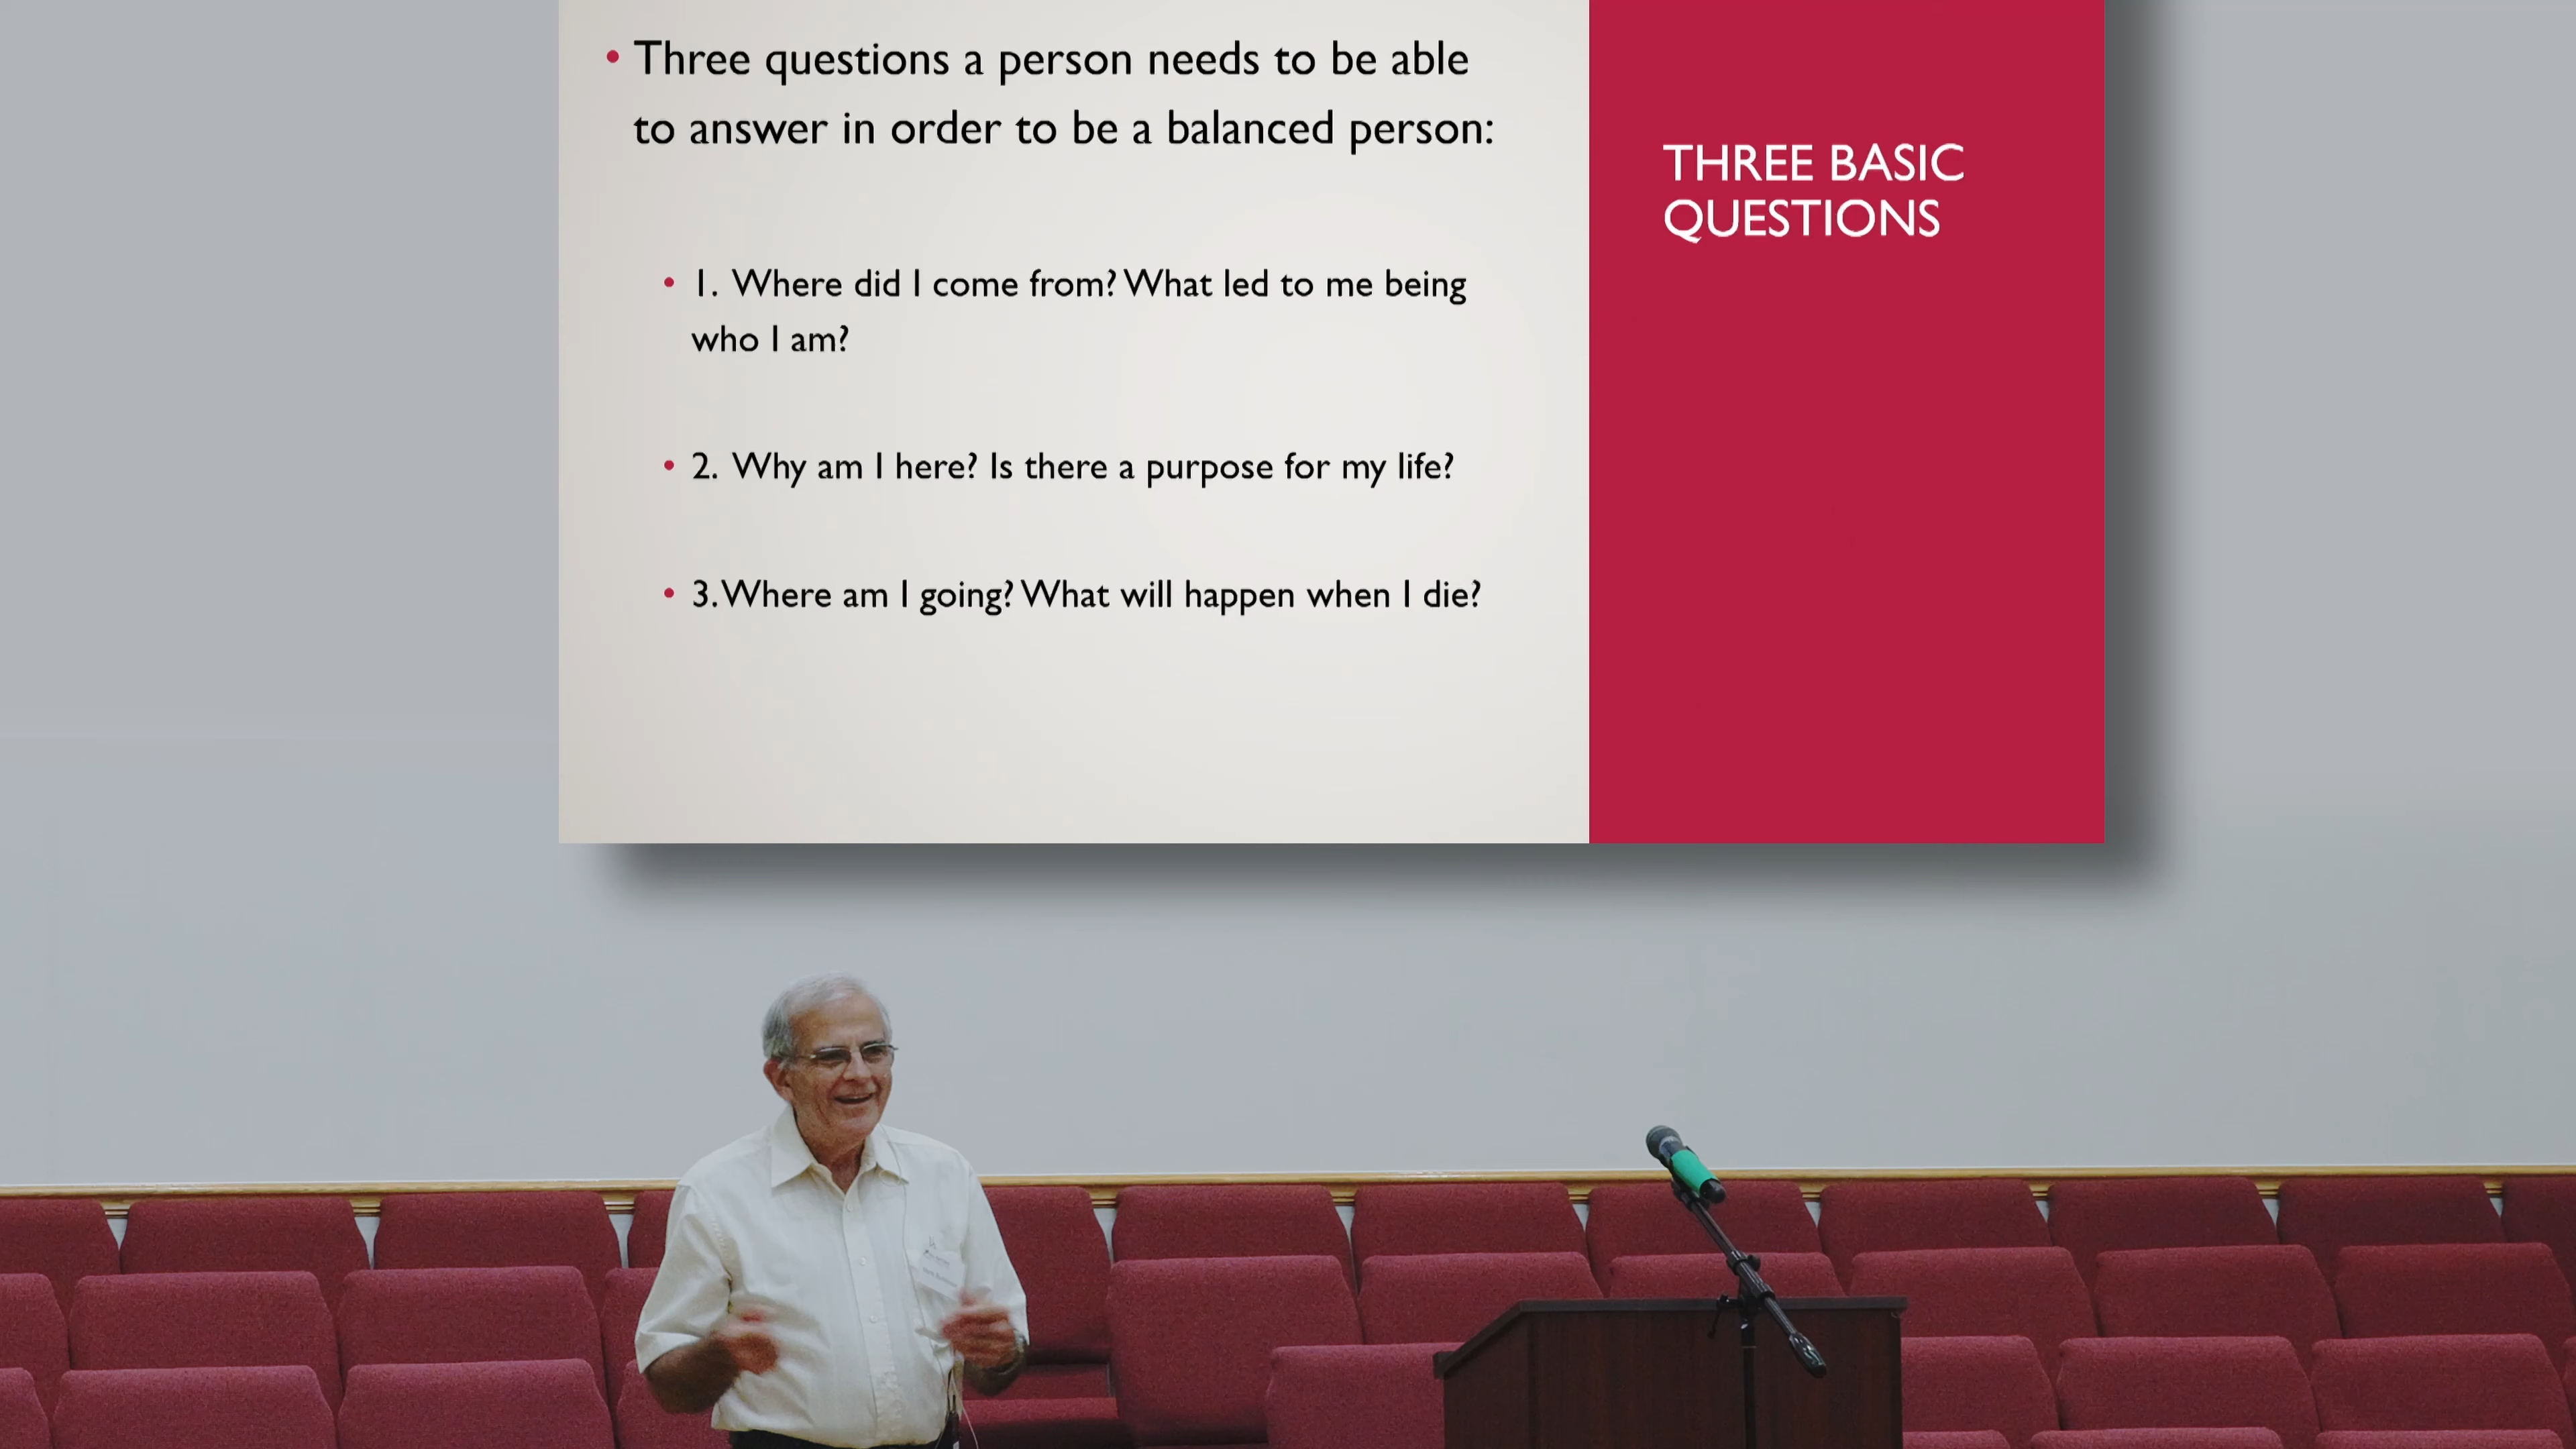 Three questions a person needs to be able
to answer in order to be a balanced person:
1. Where did I come from? What led to me being
who I am?
2. Why am I here? Is there a purpose for my life?
3. Where am I going? What will happen when I die?
THREE BASIC
QUESTIONS